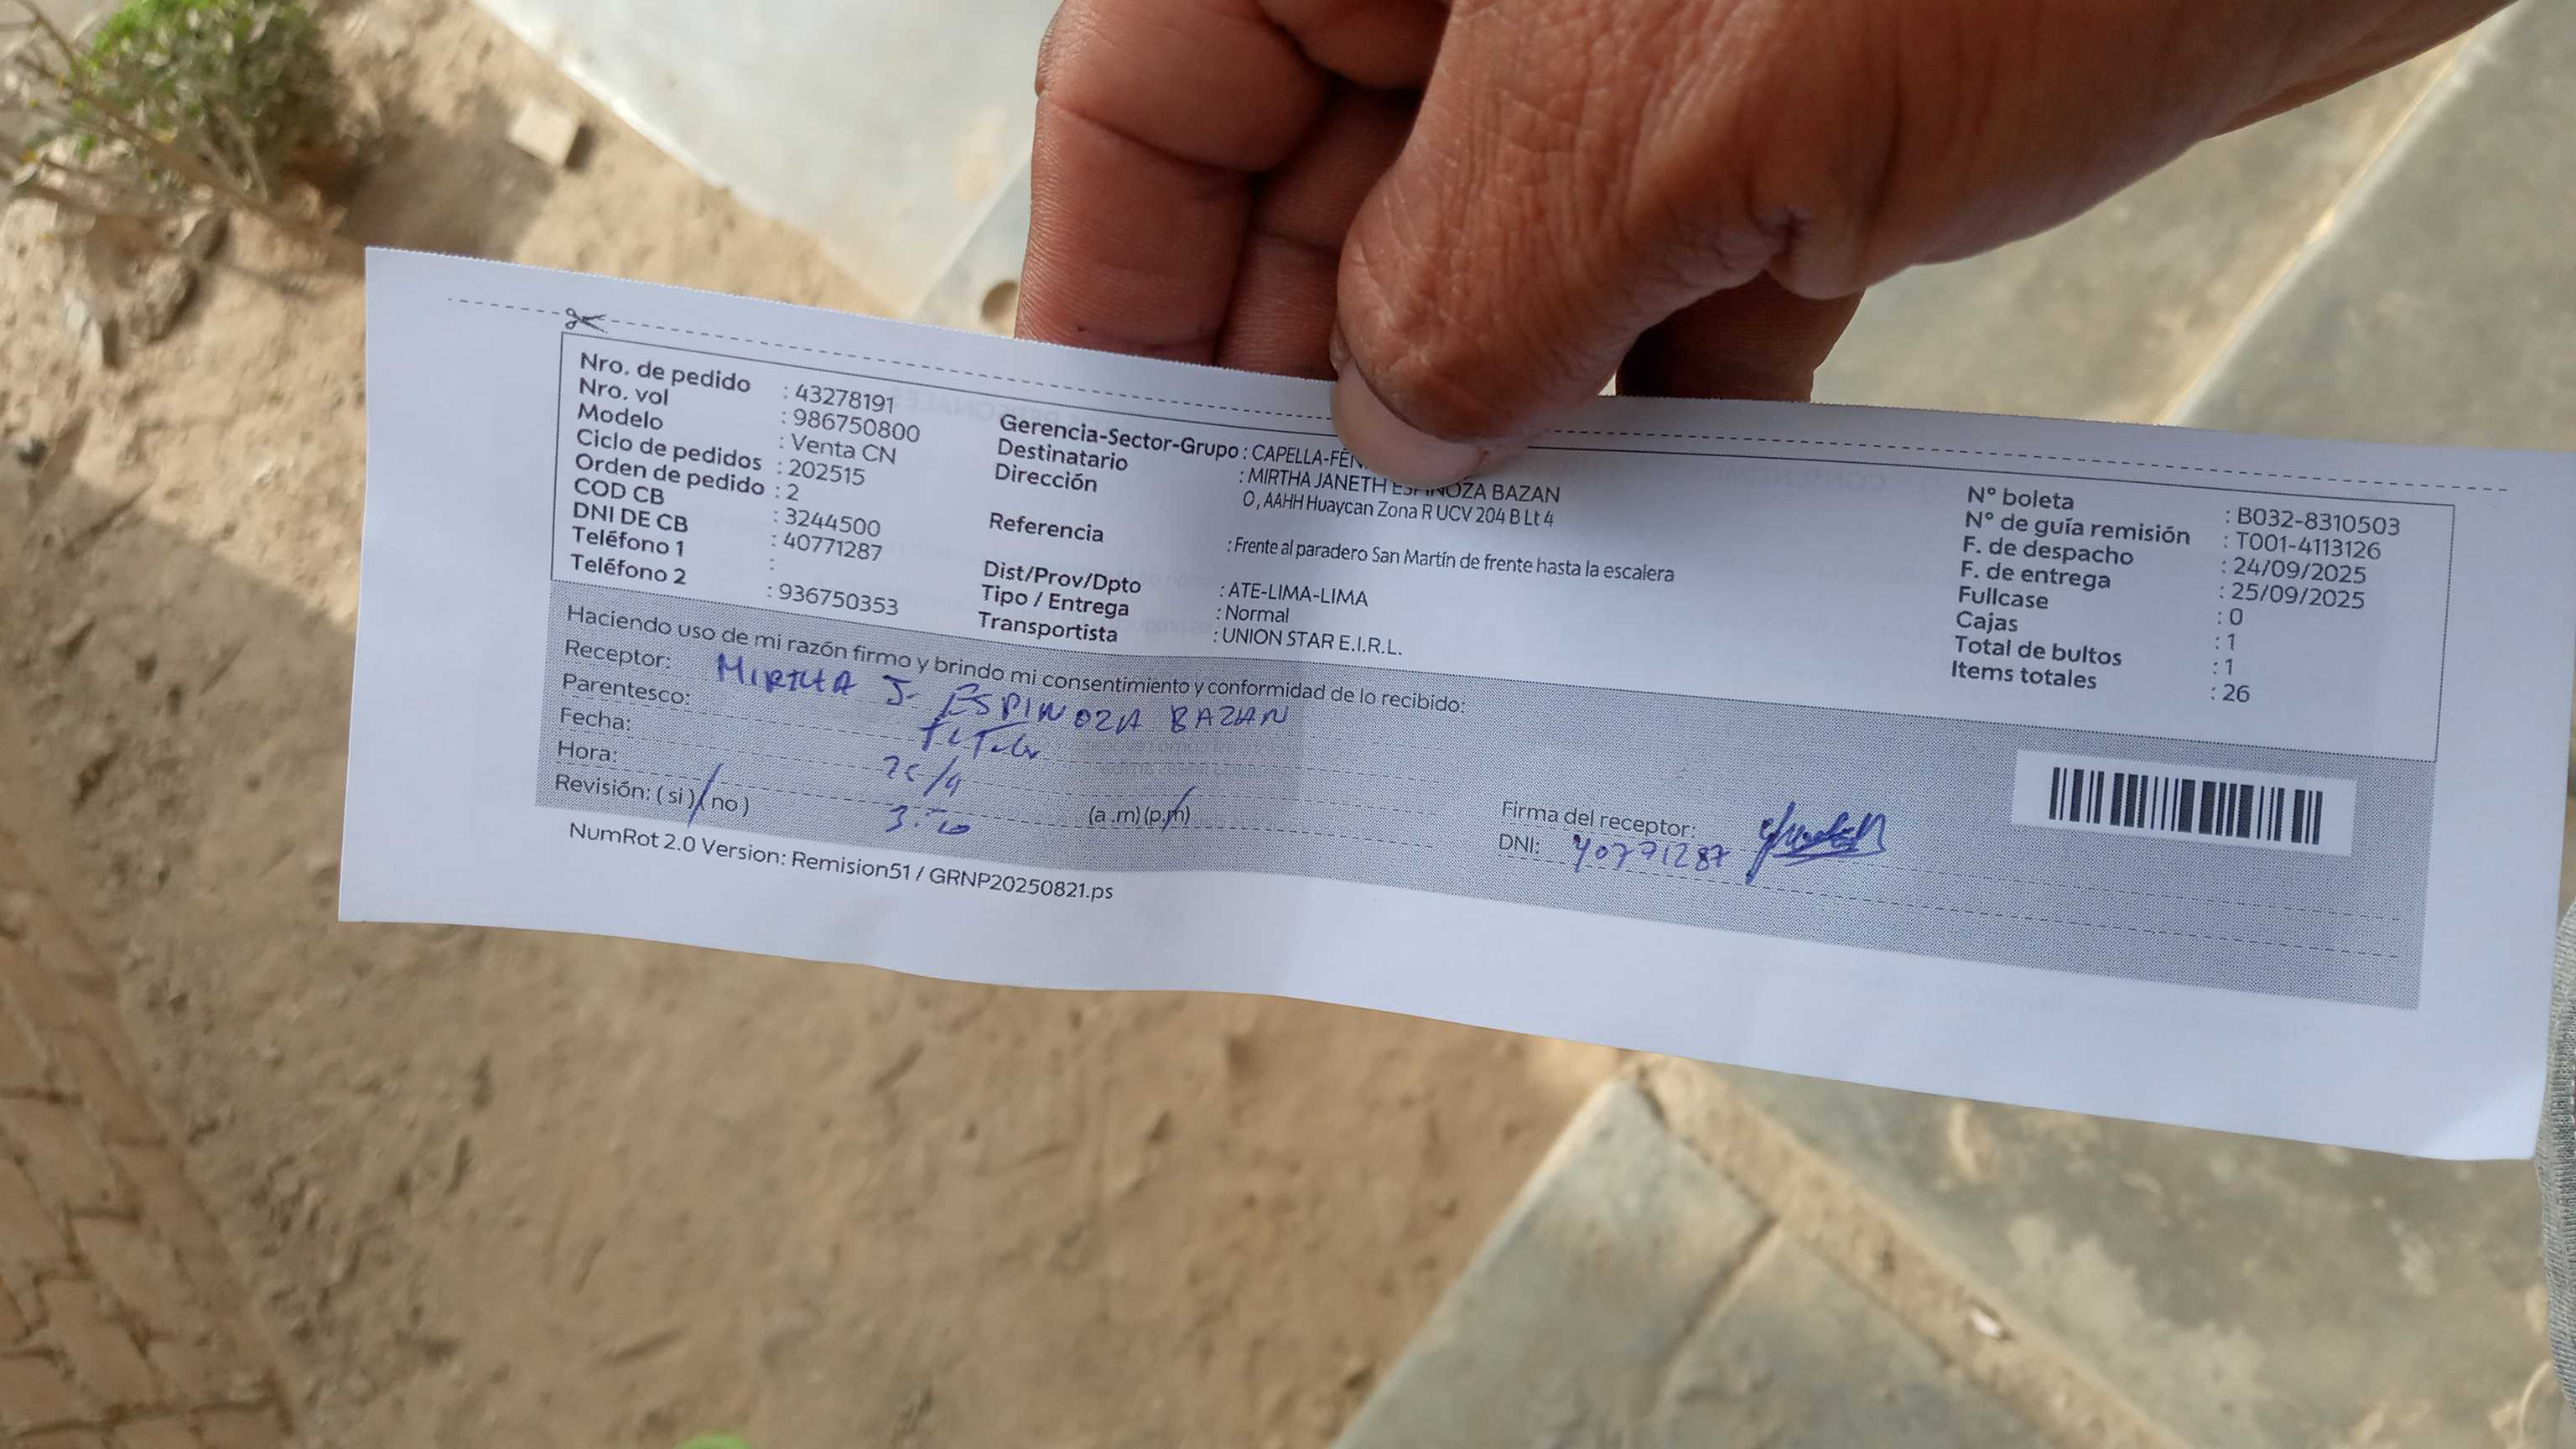 Nro. de pedido : 43278191
Nro. vol : 986750800
Modelo : Venta CN
Ciclo de pedidos : 202515
Orden de pedido : 2
COD CB : 3244500
DNI DE CB : 40771287
Teléfono 1 :
Teléfono 2 : 936750353
Gerencia-Sector-Grupo : CAPELLA-FÉN
Destinatario : MIRTHA JANETH ESPINOZA BAZAN
Dirección O , AAHH Huaycan Zona R UCV 204 B Lt 4
Referencia : Frente al paradero San Martín de frente hasta la escalera
Dist/Prov/Dpto : ATE-LIMA-LIMA
Tipo / Entrega : Normal
Transportista : UNION STAR E.I.R.L.
N° boleta : B032-8310503
N° de guía remisión : T001-4113126
F. de despacho : 24/09/2025
F. de entrega : 25/09/2025
Fullcase : 0
Cajas : 1
Total de bultos : 1
Items totales : 26
Haciendo uso de mi razón firmo y brindo mi consentimiento y conformidad de lo recibido:
Receptor: MIRTHA J. ESPINOZA BAZAN
Parentesco: Titular
Fecha:
Hora: (a .m) (p.m)
Revisión: ( si ) / ( no )
Firma del receptor:
DNI: 40771287
NumRot 2.0 Version: Remision51 / GRNP20250821.ps